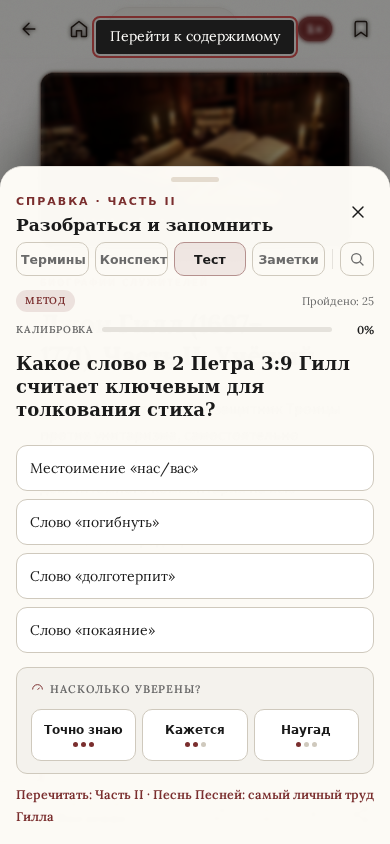 Перейти к содержимому
СПРАВКА · ЧАСТЬ II
Разобраться и запомнить
Термины
Конспект
Тест
Заметки
МЕТОД
Пройдено: 25
КАЛИБРОВКА
0%
Какое слово в 2 Петра 3:9 Гилл
считает ключевым для
толкования стиха?
Местоимение «нас/вас»
Слово «погибнуть»
Слово «долготерпит»
Слово «покаяние»
НАСКОЛЬКО УВЕРЕНЫ?
Точно знаю
Кажется
Наугад
Перечитать: Часть II · Песнь Песней: самый личный труд
Гилла